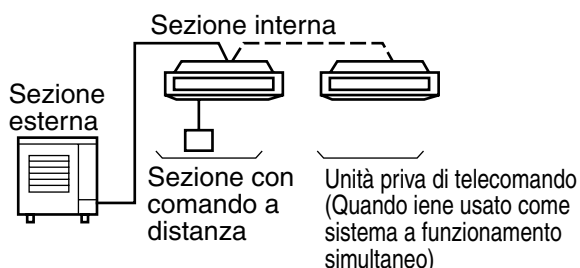 Sezione interna
Sezione
esterna
Sezione con
comando a
distanza
Unità priva di telecomando
(Quando iene usato come
sistema a funzionamento
simultaneo)